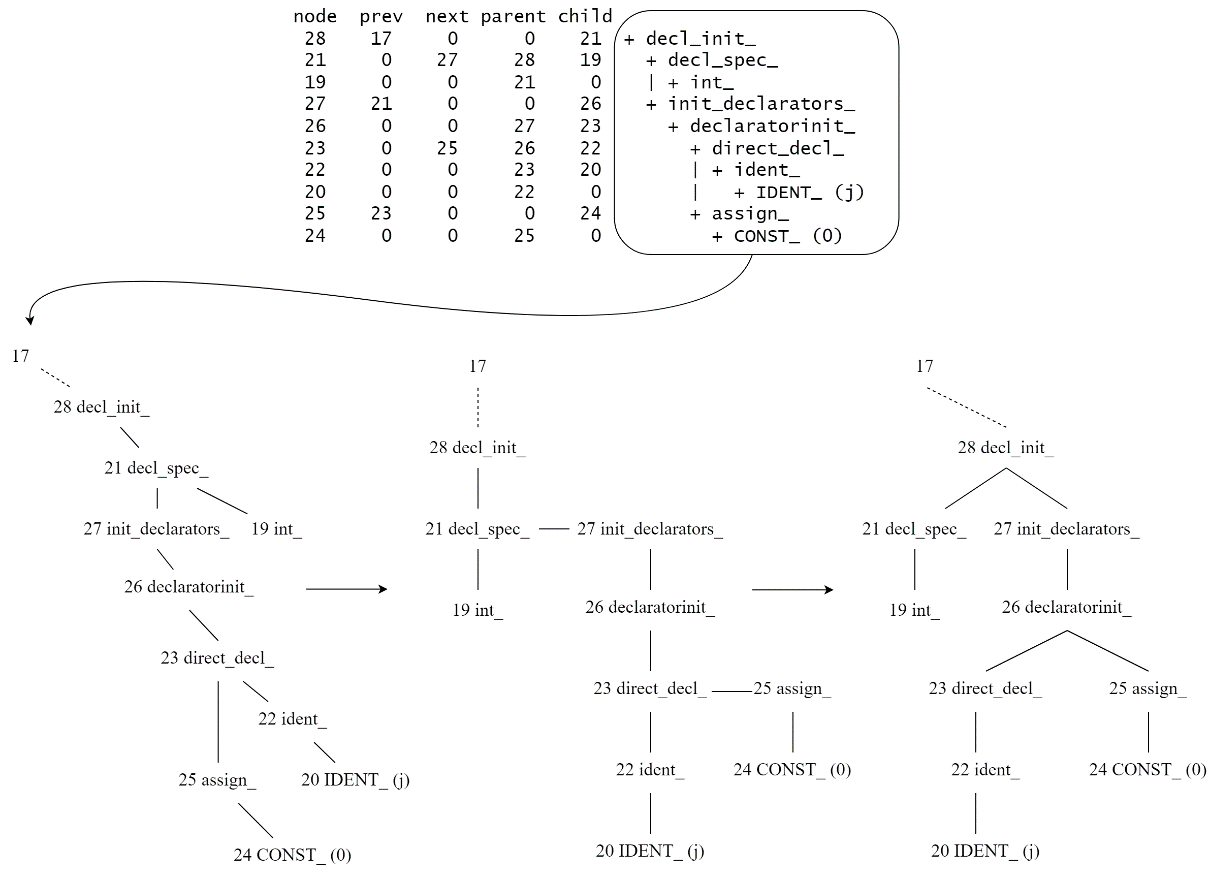 node prev next parent child
28 17 0 0 21 + decl_init_
21 0 27 28 19 + decl_spec_
19 0 0 21 0 | + int_
27 21 0 0 26 + init_declarators_
26 0 0 27 23 + declaratorinit_
23 0 25 26 22 + direct_decl_
22 0 0 23 20 | + ident_
20 0 0 22 0 | + IDENT_ (j)
25 23 0 0 24 + assign_
24 0 0 25 0 + CONST_ (0)
17
28 decl_init_
21 decl_spec_
27 init_declarators_ 19 int_
26 declaratorinit_
23 direct_decl_
22 ident_
25 assign_ 20 IDENT_ (j)
24 CONST_ (0)
17
28 decl_init_
21 decl_spec_ 27 init_declarators_
19 int_ 26 declaratorinit_
23 direct_decl_ 25 assign_
22 ident_ 24 CONST_ (0)
20 IDENT_ (j)
17
28 decl_init_
21 decl_spec_ 27 init_declarators_
19 int_ 26 declaratorinit_
23 direct_decl_ 25 assign_
22 ident_ 24 CONST_ (0)
20 IDENT_ (j)